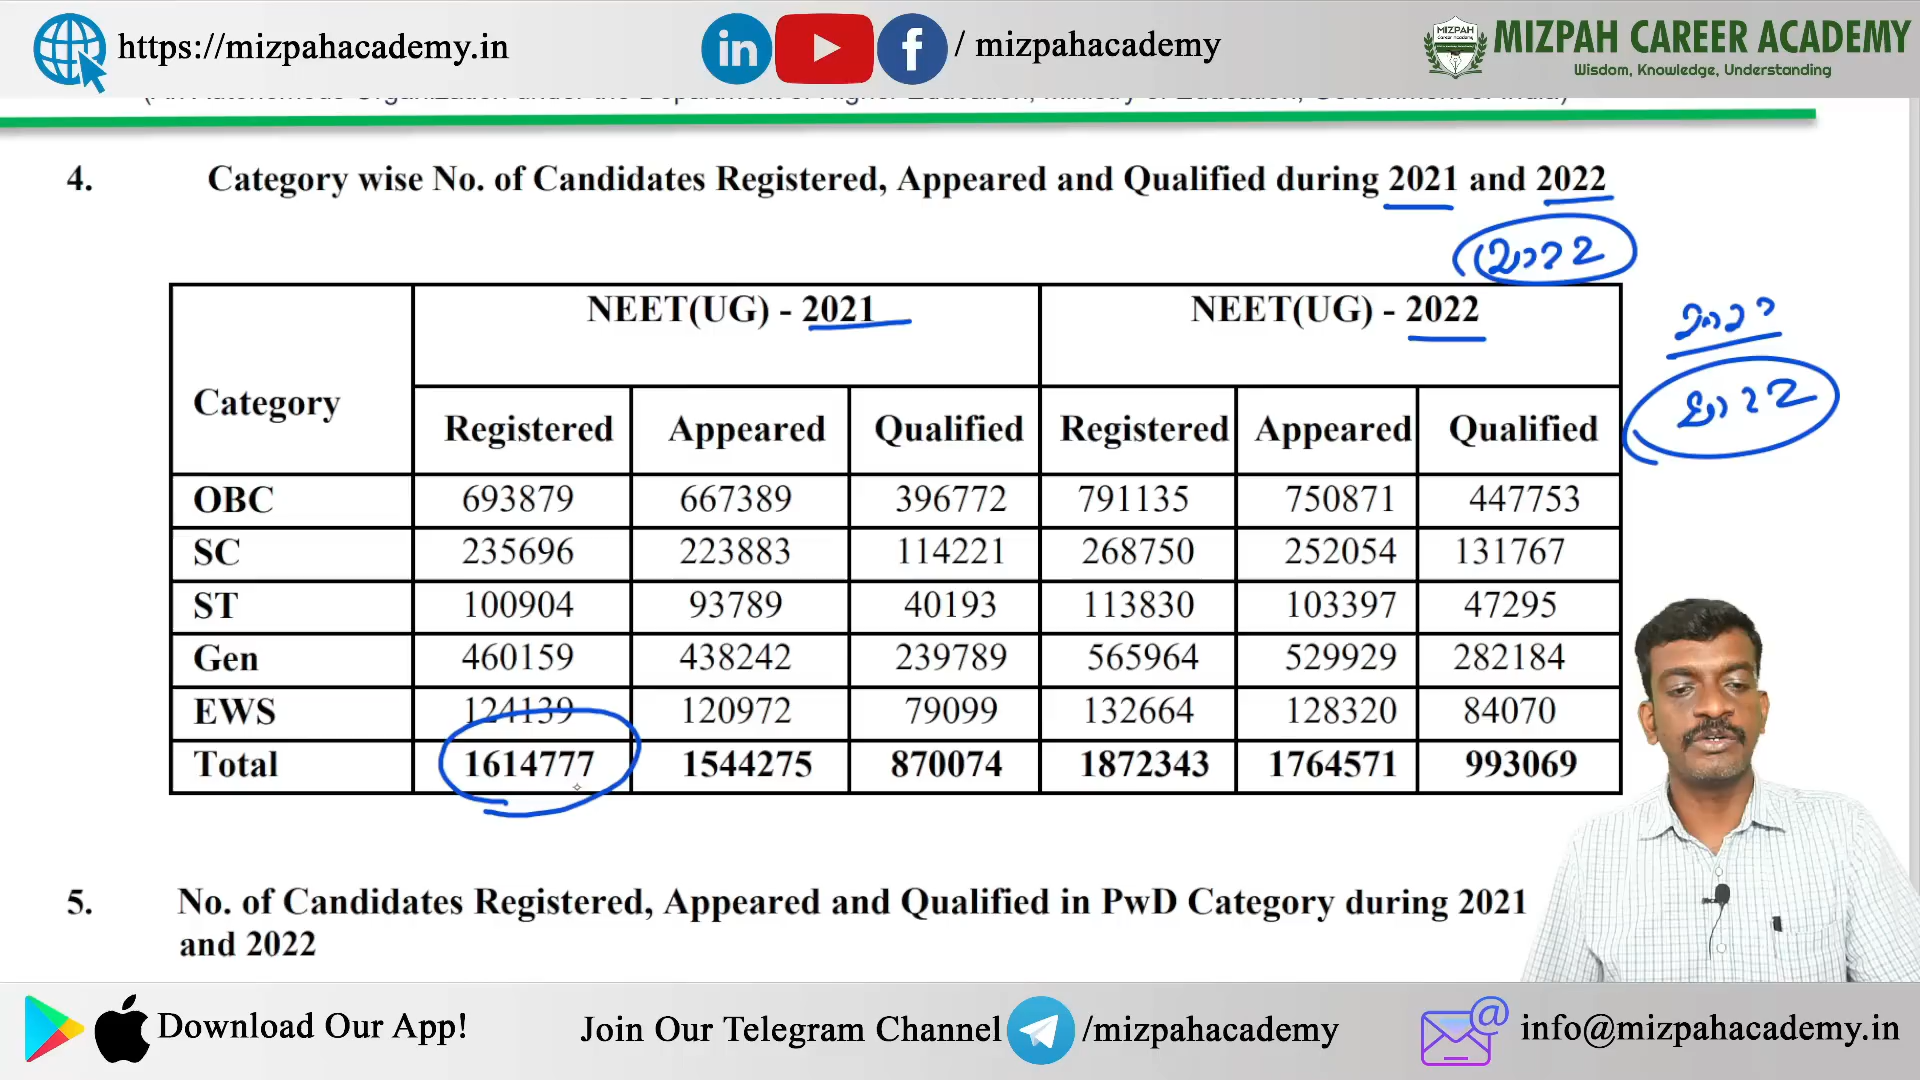 https://mizpahacademy.in
in
f
/ mizpahacademy
MIZPAH
MIZPAH CAREER ACADEMY
Wisdom, Knowledge, Understanding
4. Category wise No. of Candidates Registered, Appeared and Qualified during 2021 and 2022
2022
Category NEET(UG) - 2021 NEET(UG) - 2022
2022
Registered Appeared Qualified Registered Appeared Qualified
OBC 693879 667389 396772 791135 750871 447753
SC 235696 223883 114221 268750 252054 131767
ST 100904 93789 40193 113830 103397 47295
Gen 460159 438242 239789 565964 529929 282184
EWS 124139 120972 79099 132664 128320 84070
Total 1614777 1544275 870074 1872343 1764571 993069
5. No. of Candidates Registered, Appeared and Qualified in PwD Category during 2021
and 2022
Download Our App!
Join Our Telegram Channel /mizpahacademy
@ info@mizpahacademy.in